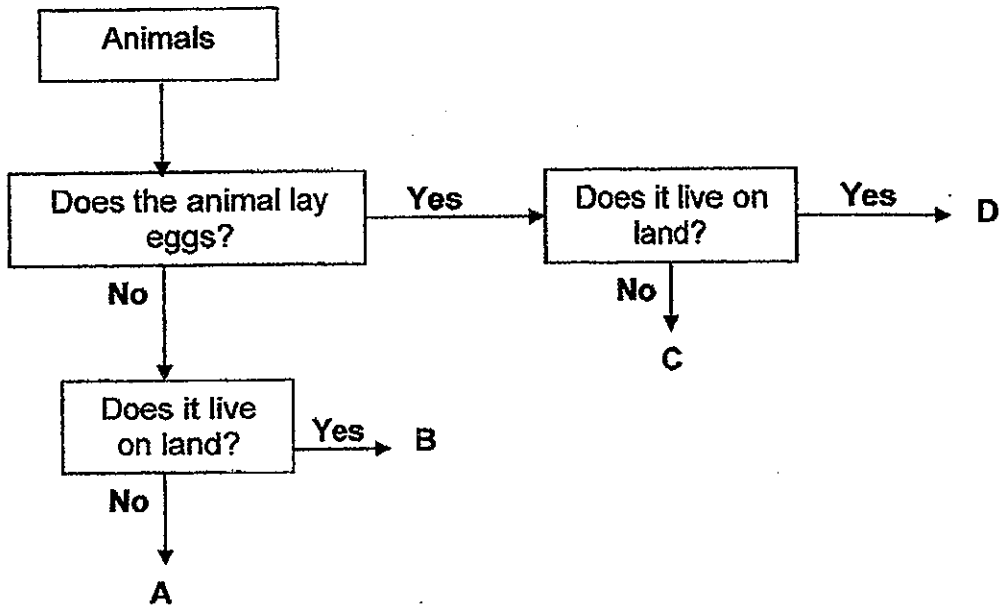 Animals
Does the animal lay
eggs?
Yes
Does it live on
land?
Yes
D
No
C
No
Does it live
on land?
Yes
B
No
A